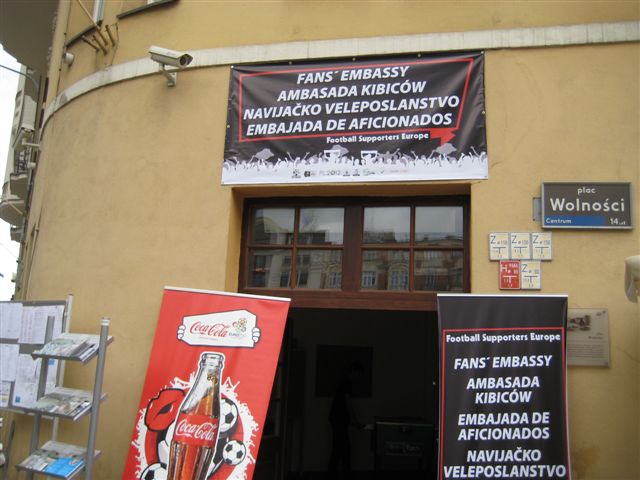 FANS´ EMBASSY
AMBASADA KIBICÓW
NAVIJAČKO VELEPOSLANSTVO
EMBAJADA DE AFICIONADOS
Football Supporters Europe
plac
Wolności
Centrum 14
Z
Z
Z
H
Z
Coca-Cola
Coca-Cola
Football Supporters Europe
FANS´ EMBASSY
AMBASADA
KIBICÓW
EMBAJADA DE
AFICIONADOS
NAVIJAČKO
VELEPOSLANSTVO